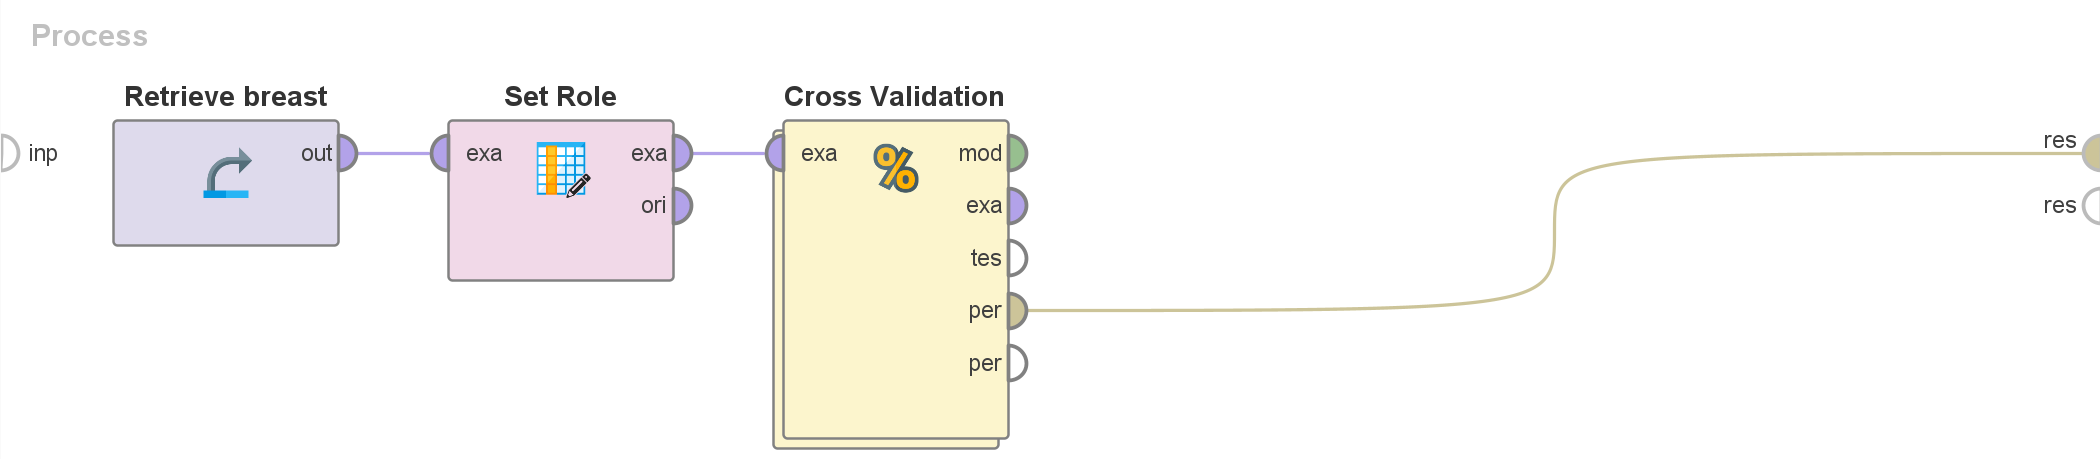 Process
Retrieve breast
Set Role
Cross Validation
inp
out
exa
exa
ori
exa
mod
exa
tes
per
per
res
res